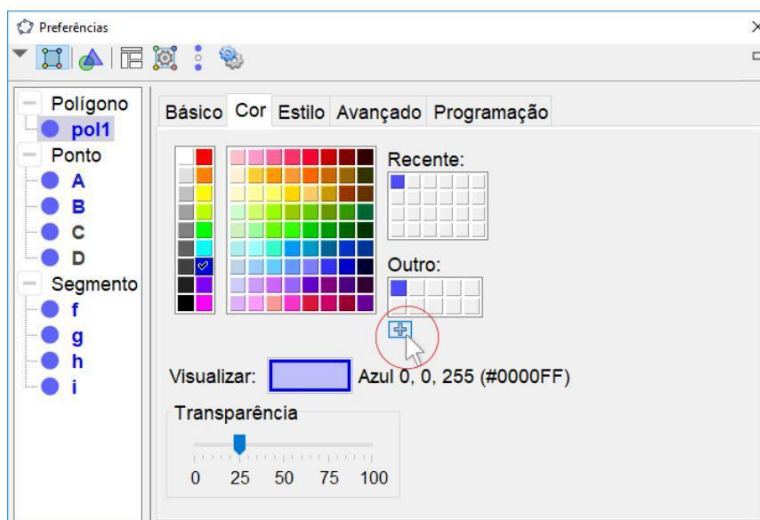 Preferências
Polígono
pol1
Ponto
A
B
C
D
Segmento
f
g
h
i
Básico Cor Estilo Avançado Programação
Recente:
Outro:
Visualizar: Azul 0, 0, 255 (#0000FF)
Transparência
0 25 50 75 100